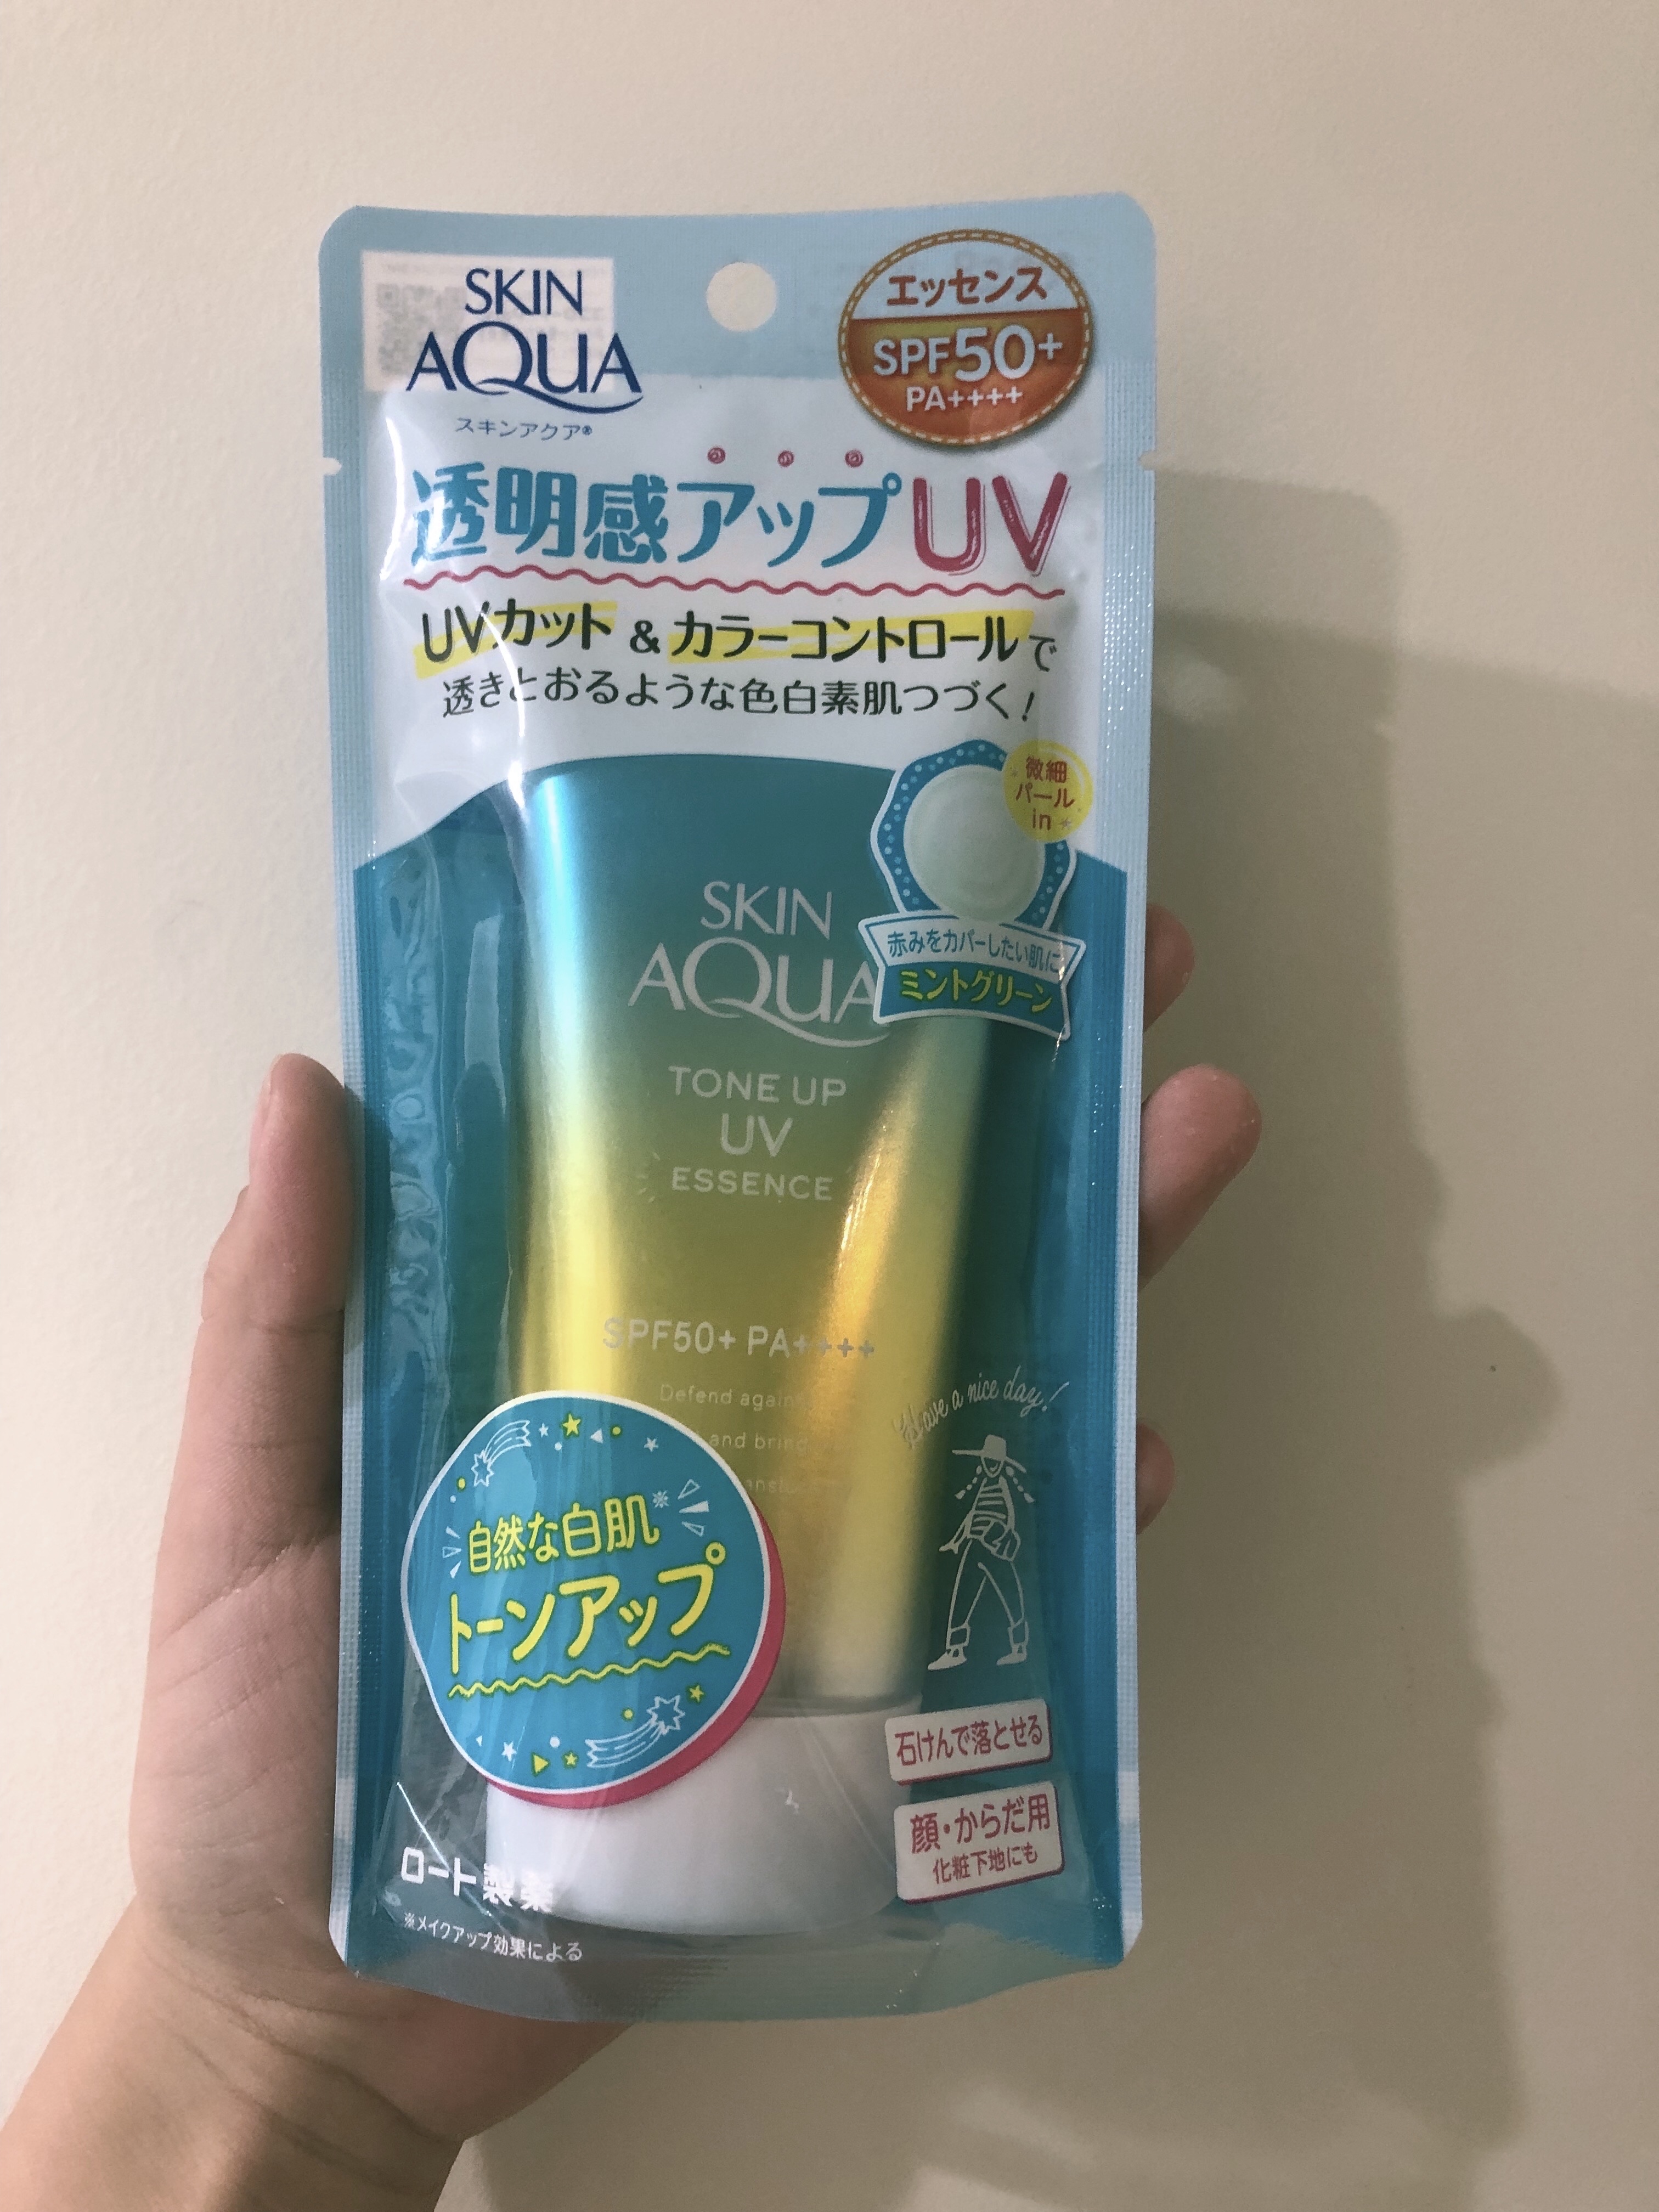 SKIN
AQUA
スキンアクア®
エッセンス
SPF50+
PA++++
透明感アップUV
UVカット & カラーコントロールで
透きとおるような色白素肌つづく!
微細
パール
in
赤みをカバーしたい肌に
ミントグリーン
SKIN
AQUA
TONE UP
UV
ESSENCE
SPF50+ PA++++
Defend
and
Have a nice day!
自然な白肌※
トーンアップ
石けんで落とせる
顔・からだ用
化粧下地にも
ロート製薬
※メイクアップ効果による